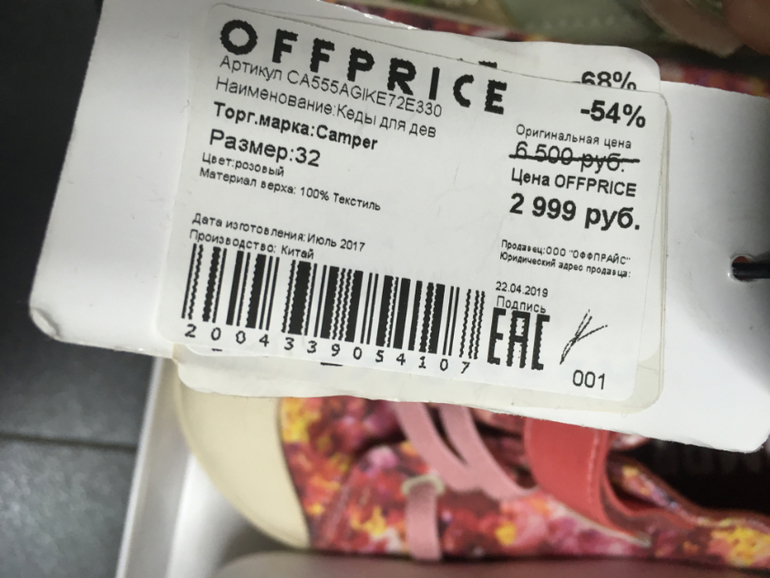 OFFPRICE
-68%
-54%
Артикул CA555AGIKE72E330
Наименование:Кеды для дев
Торг.марка:Camper
Размер:32
Цвет:розовый
Материал верха: 100% Текстиль
Оригинальная цена
6 500 руб.
Цена OFFPRICE
2 999 руб.
Дата изготовления:Июль 2017
Производство: Китай
Продавец:ООО "ОФФПРАЙС"
Юридический адрес продавца:
22.04.2019
Подпись
EAC
2004339054107
001